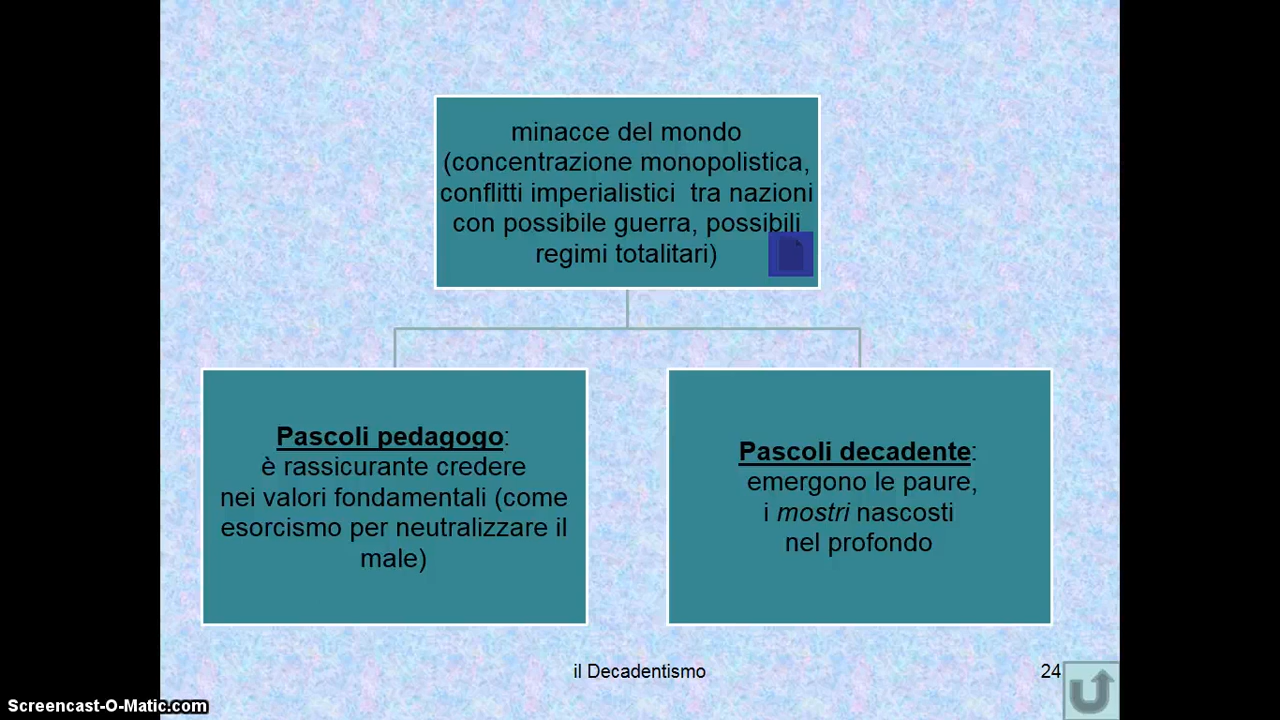 minacce del mondo
(concentrazione monopolistica,
conflitti imperialistici  tra nazioni
con possibile guerra, possibili
regimi totalitari)
Pascoli pedagogo:
è rassicurante credere
nei valori fondamentali (come
esorcismo per neutralizzare il
male)
Pascoli decadente:
emergono le paure,
i mostri nascosti
nel profondo
il Decadentismo
24
Screencast-O-Matic.com